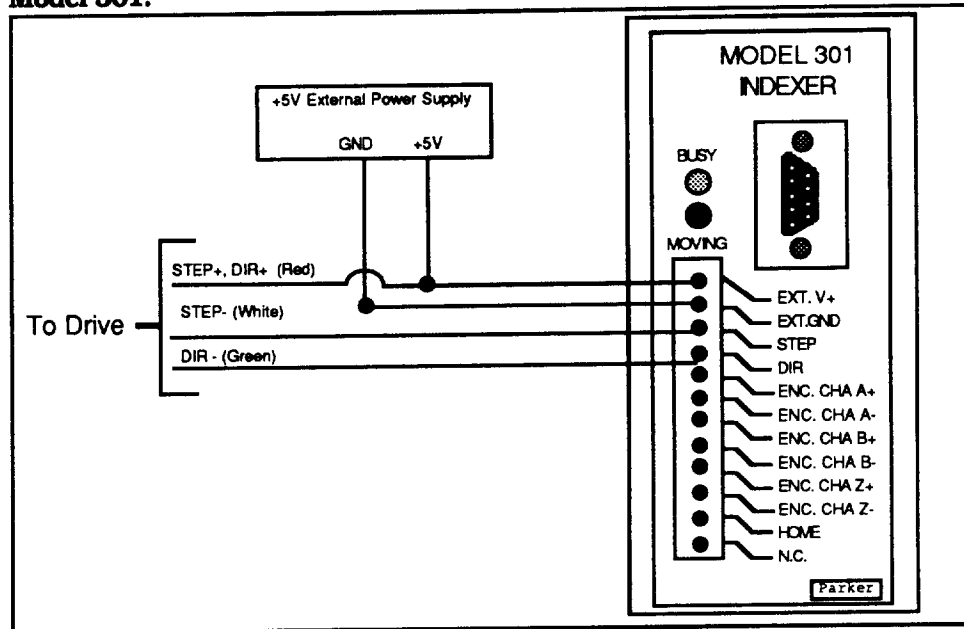 Model 301.
MODEL 301
INDEXER
+5V External Power Supply
GND +5V
BUSY
MOVING
STEP+, DIR+ (Red)
STEP- (White)
To Drive
DIR - (Green)
EXT. V+
EXT.GND
STEP
DIR
ENC. CHA A+
ENC. CHA A-
ENC. CHA B+
ENC. CHA B-
ENC. CHA Z+
ENC. CHA Z-
HOME
N.C.
Parker